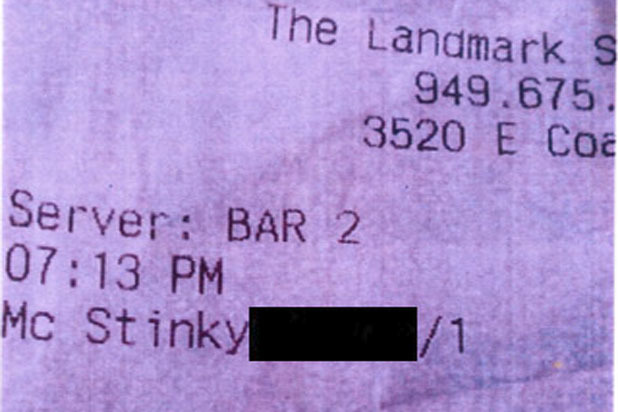 The Landmark S
949.675.
3520 E Coa
Server: BAR 2
07:13 PM
Mc Stinky /1